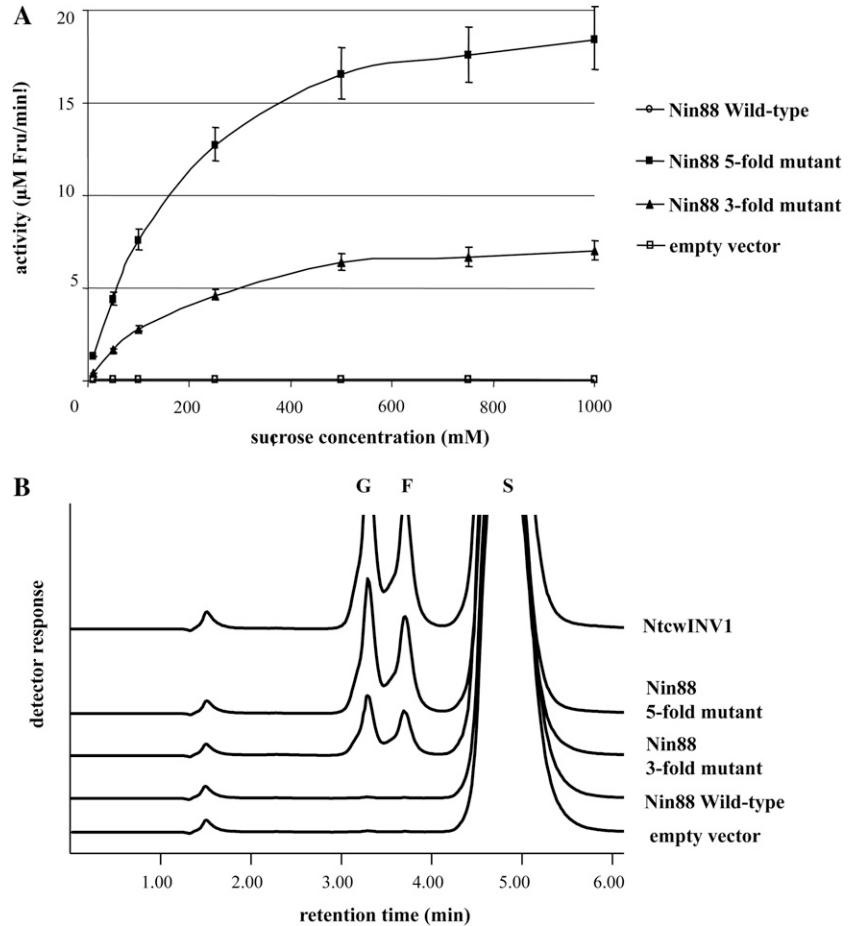 A
20
15
10
5
0
200
400
600
800
1000
activity (µM Fru/min!)
sucrose concentration (mM)
Nin88 Wild-type
Nin88 5-fold mutant
Nin88 3-fold mutant
empty vector
B
G F S
detector response
NtcwINV1
Nin88
5-fold mutant
Nin88
3-fold mutant
Nin88 Wild-type
empty vector
1.00 2.00 3.00 4.00 5.00 6.00
retention time (min)